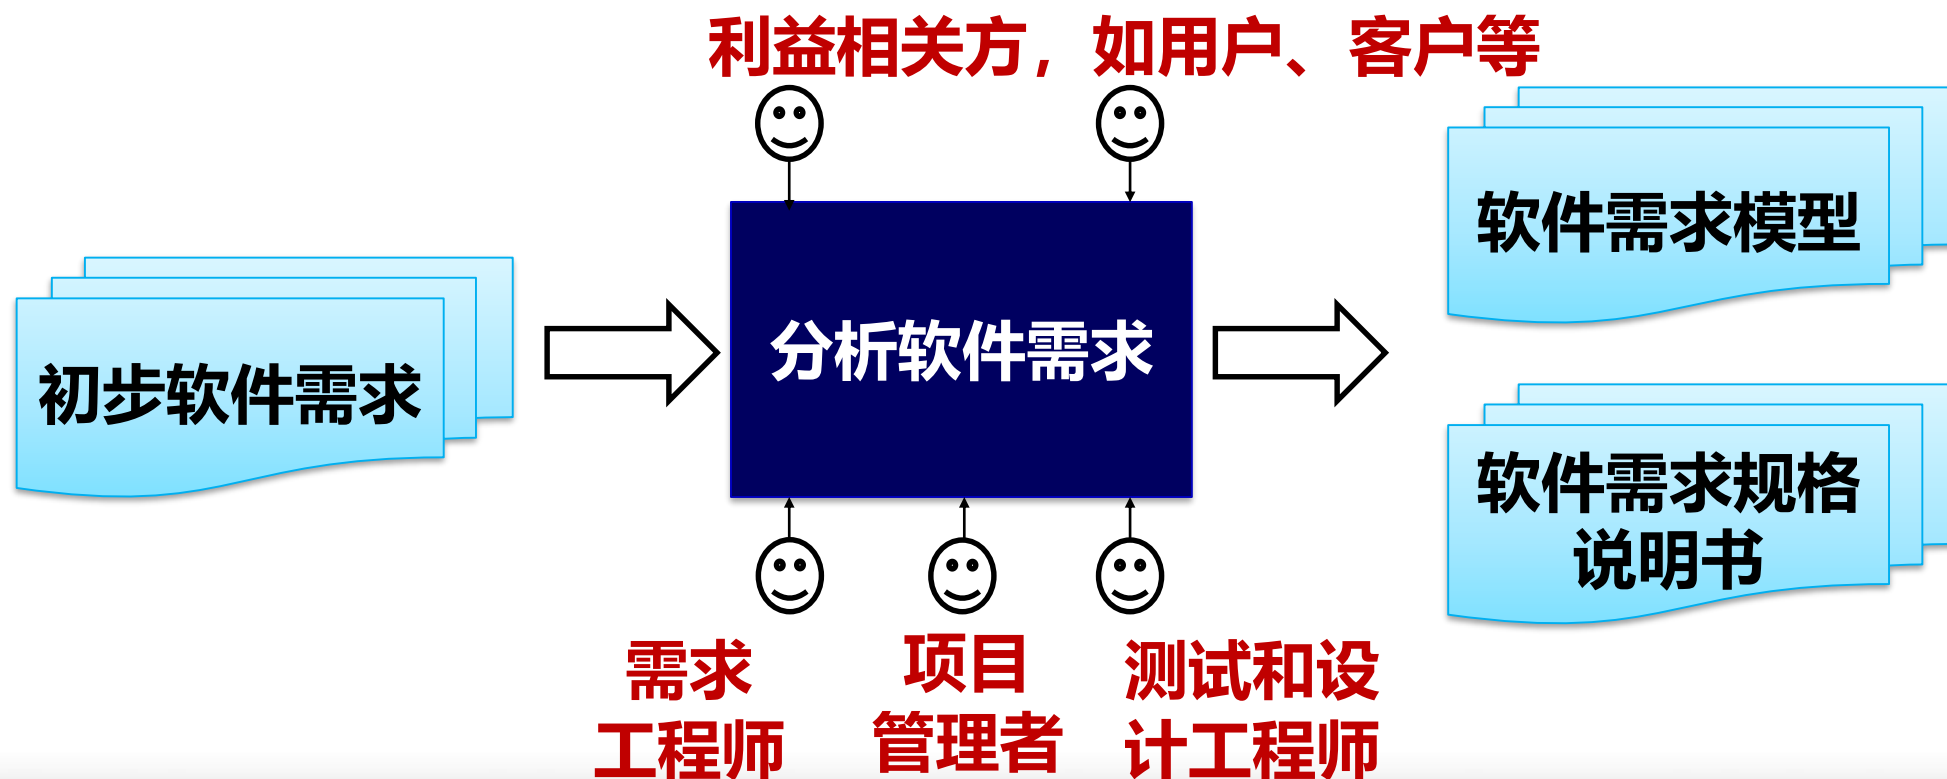 利益相关方，如用户、客户等
初步软件需求
分析软件需求
软件需求模型
软件需求规格
说明书
需求
工程师
项目
管理者
测试和设
计工程师